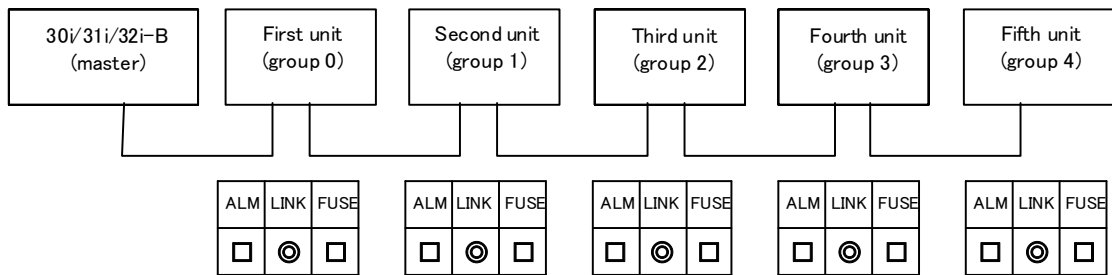 30i/31i/32i-B
(master)
First unit
(group 0)
Second unit
(group 1)
Third unit
(group 2)
Fourth unit
(group 3)
Fifth unit
(group 4)
ALM LINK FUSE
ALM LINK FUSE
ALM LINK FUSE
ALM LINK FUSE
ALM LINK FUSE